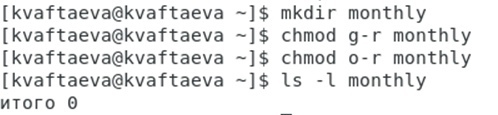 [kvaftaeva@kvaftaeva ~]$ mkdir monthly
[kvaftaeva@kvaftaeva ~]$ chmod g-r monthly
[kvaftaeva@kvaftaeva ~]$ chmod o-r monthly
[kvaftaeva@kvaftaeva ~]$ ls -l monthly
итого 0